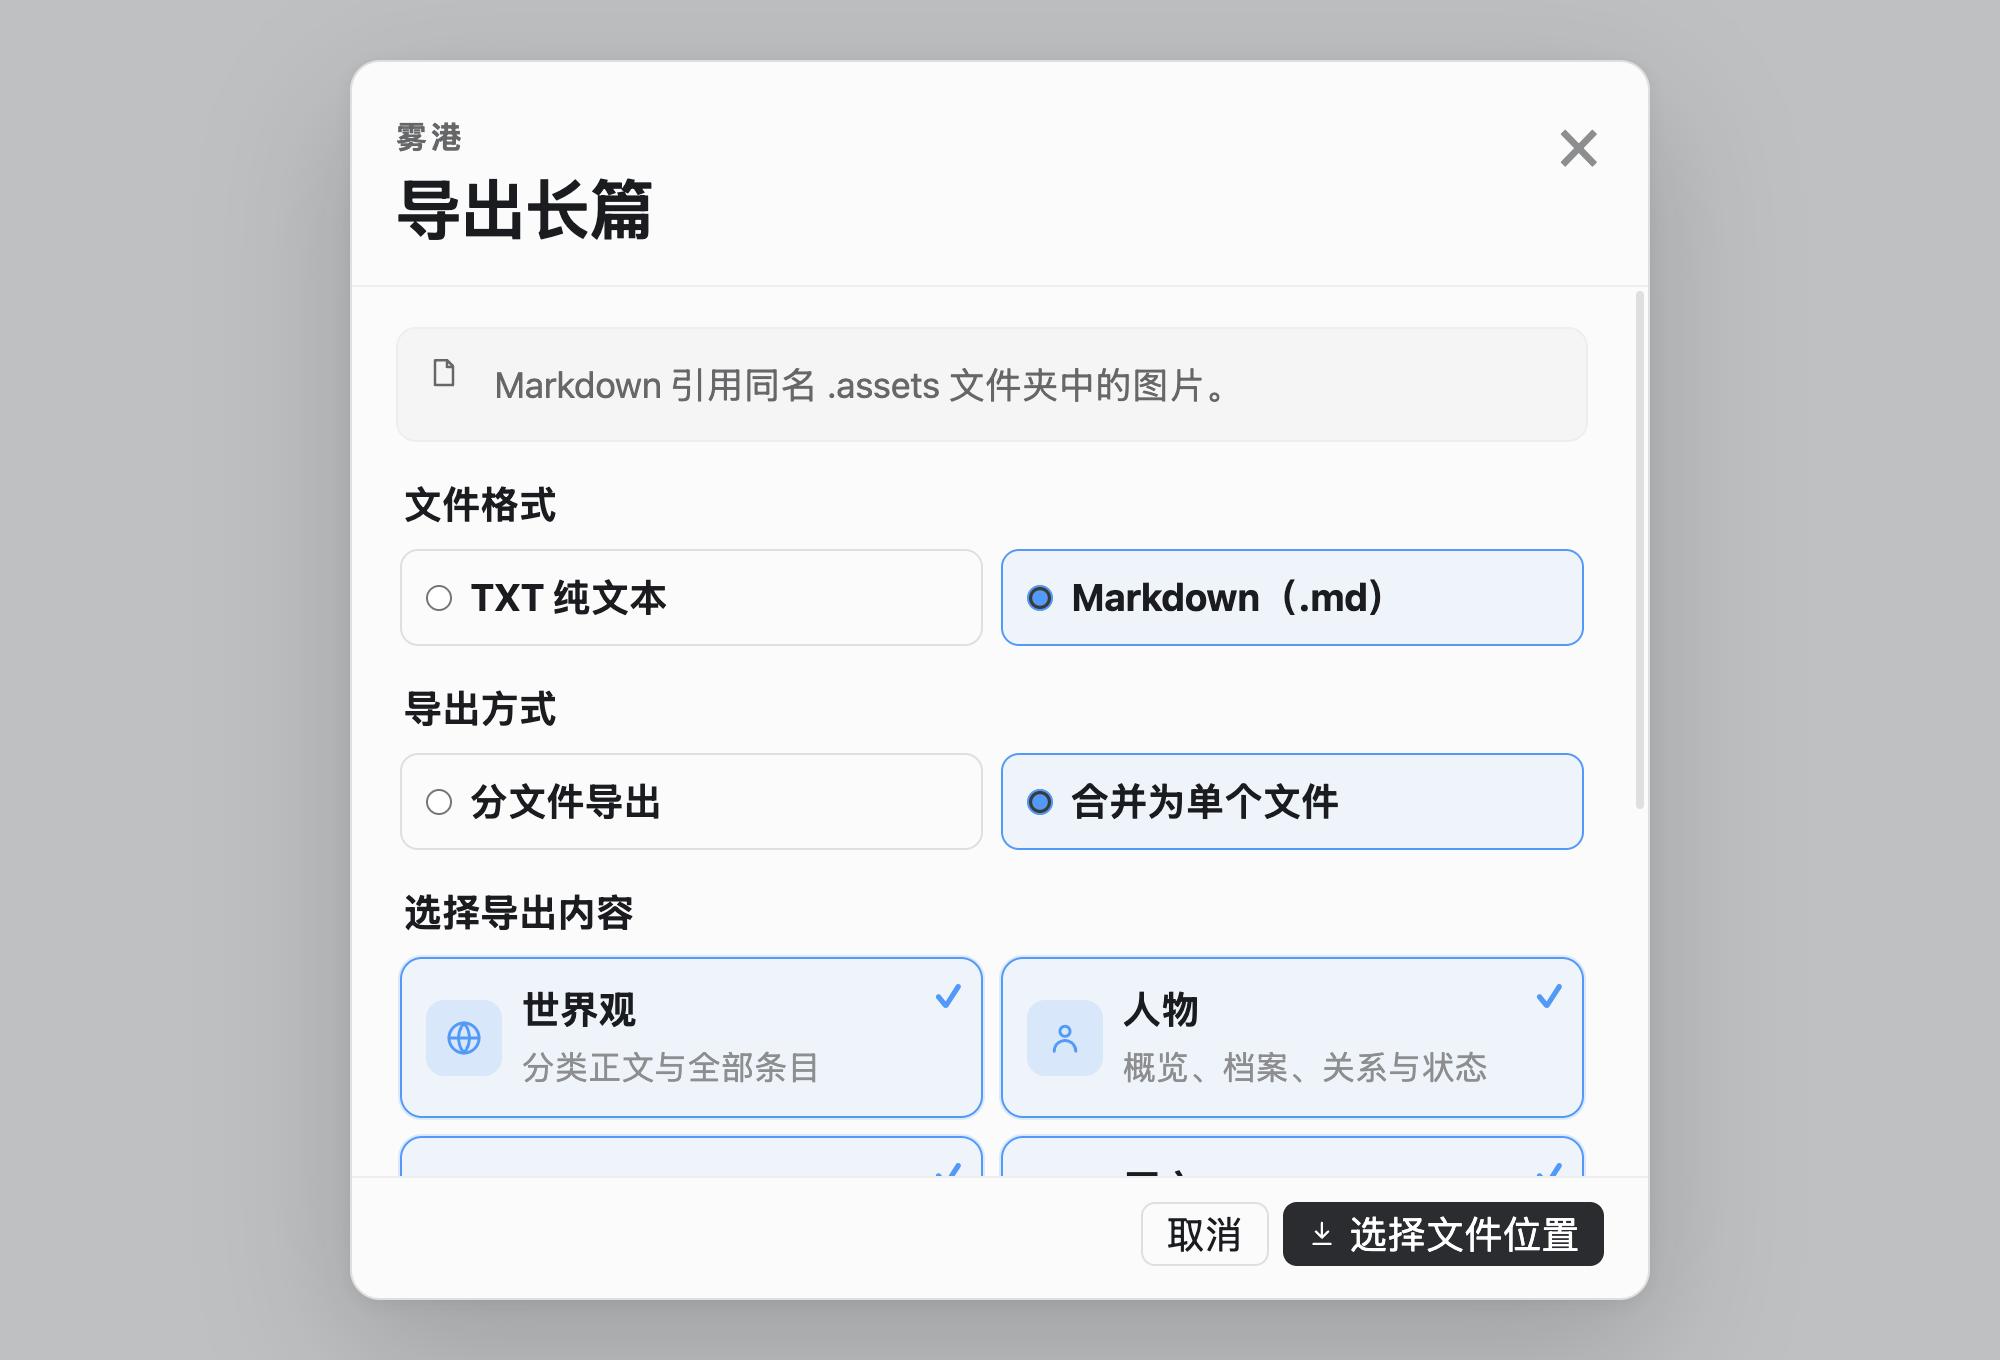 雾港
导出长篇
Markdown 引用同名 .assets 文件夹中的图片。
文件格式
TXT 纯文本
Markdown（.md）
导出方式
分文件导出
合并为单个文件
选择导出内容
世界观
分类正文与全部条目
人物
概览、档案、关系与状态
取消
选择文件位置